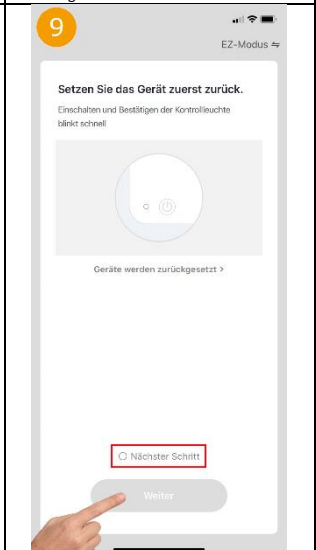 9
EZ-Modus ⇋
Setzen Sie das Gerät zuerst zurück.
Einschalten und Bestätigen der Kontrollleuchte
blinkt schnell
Geräte werden zurückgesetzt >
Nächster Schritt
Weiter